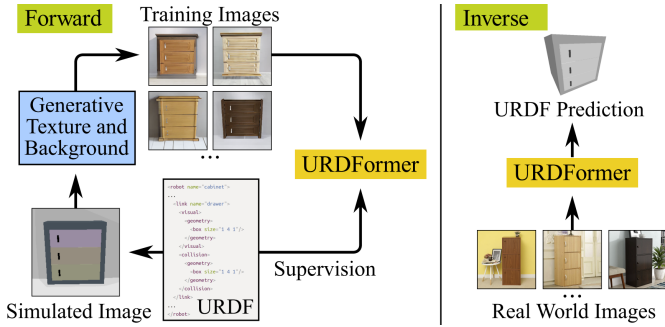 Forward
Training Images
Generative
Texture and
Background
...
URDFormer
<robot name="cabinet">
...
<link name="drawer">
<visual>
<geometry>
<box size="1 4 1"/>
</geometry>
</visual>
<collision>
<geometry>
<box size="1 4 1"/>
</geometry>
</collision>
</link>
...
</robot>
URDF
Supervision
Simulated Image
Inverse
URDF Prediction
URDFormer
...
Real World Images